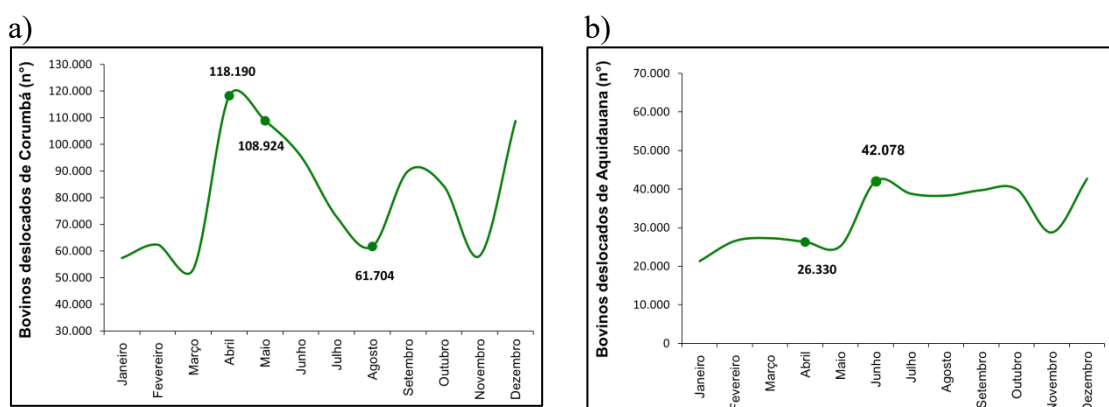 a)
Bovinos deslocados de Corumbá (n°)
130.000
120.000
110.000
100.000
90.000
80.000
70.000
60.000
50.000
40.000
30.000
118.190
108.924
61.704
Janeiro
Fevereiro
Março
Abril
Maio
Junho
Julho
Agosto
Setembro
Outubro
Novembro
Dezembro
b)
Bovinos deslocados de Aquidauana (n°)
70.000
60.000
50.000
40.000
30.000
20.000
10.000
0
42.078
26.330
Janeiro
Fevereiro
Março
Abril
Maio
Junho
Julho
Agosto
Setembro
Outubro
Novembro
Dezembro